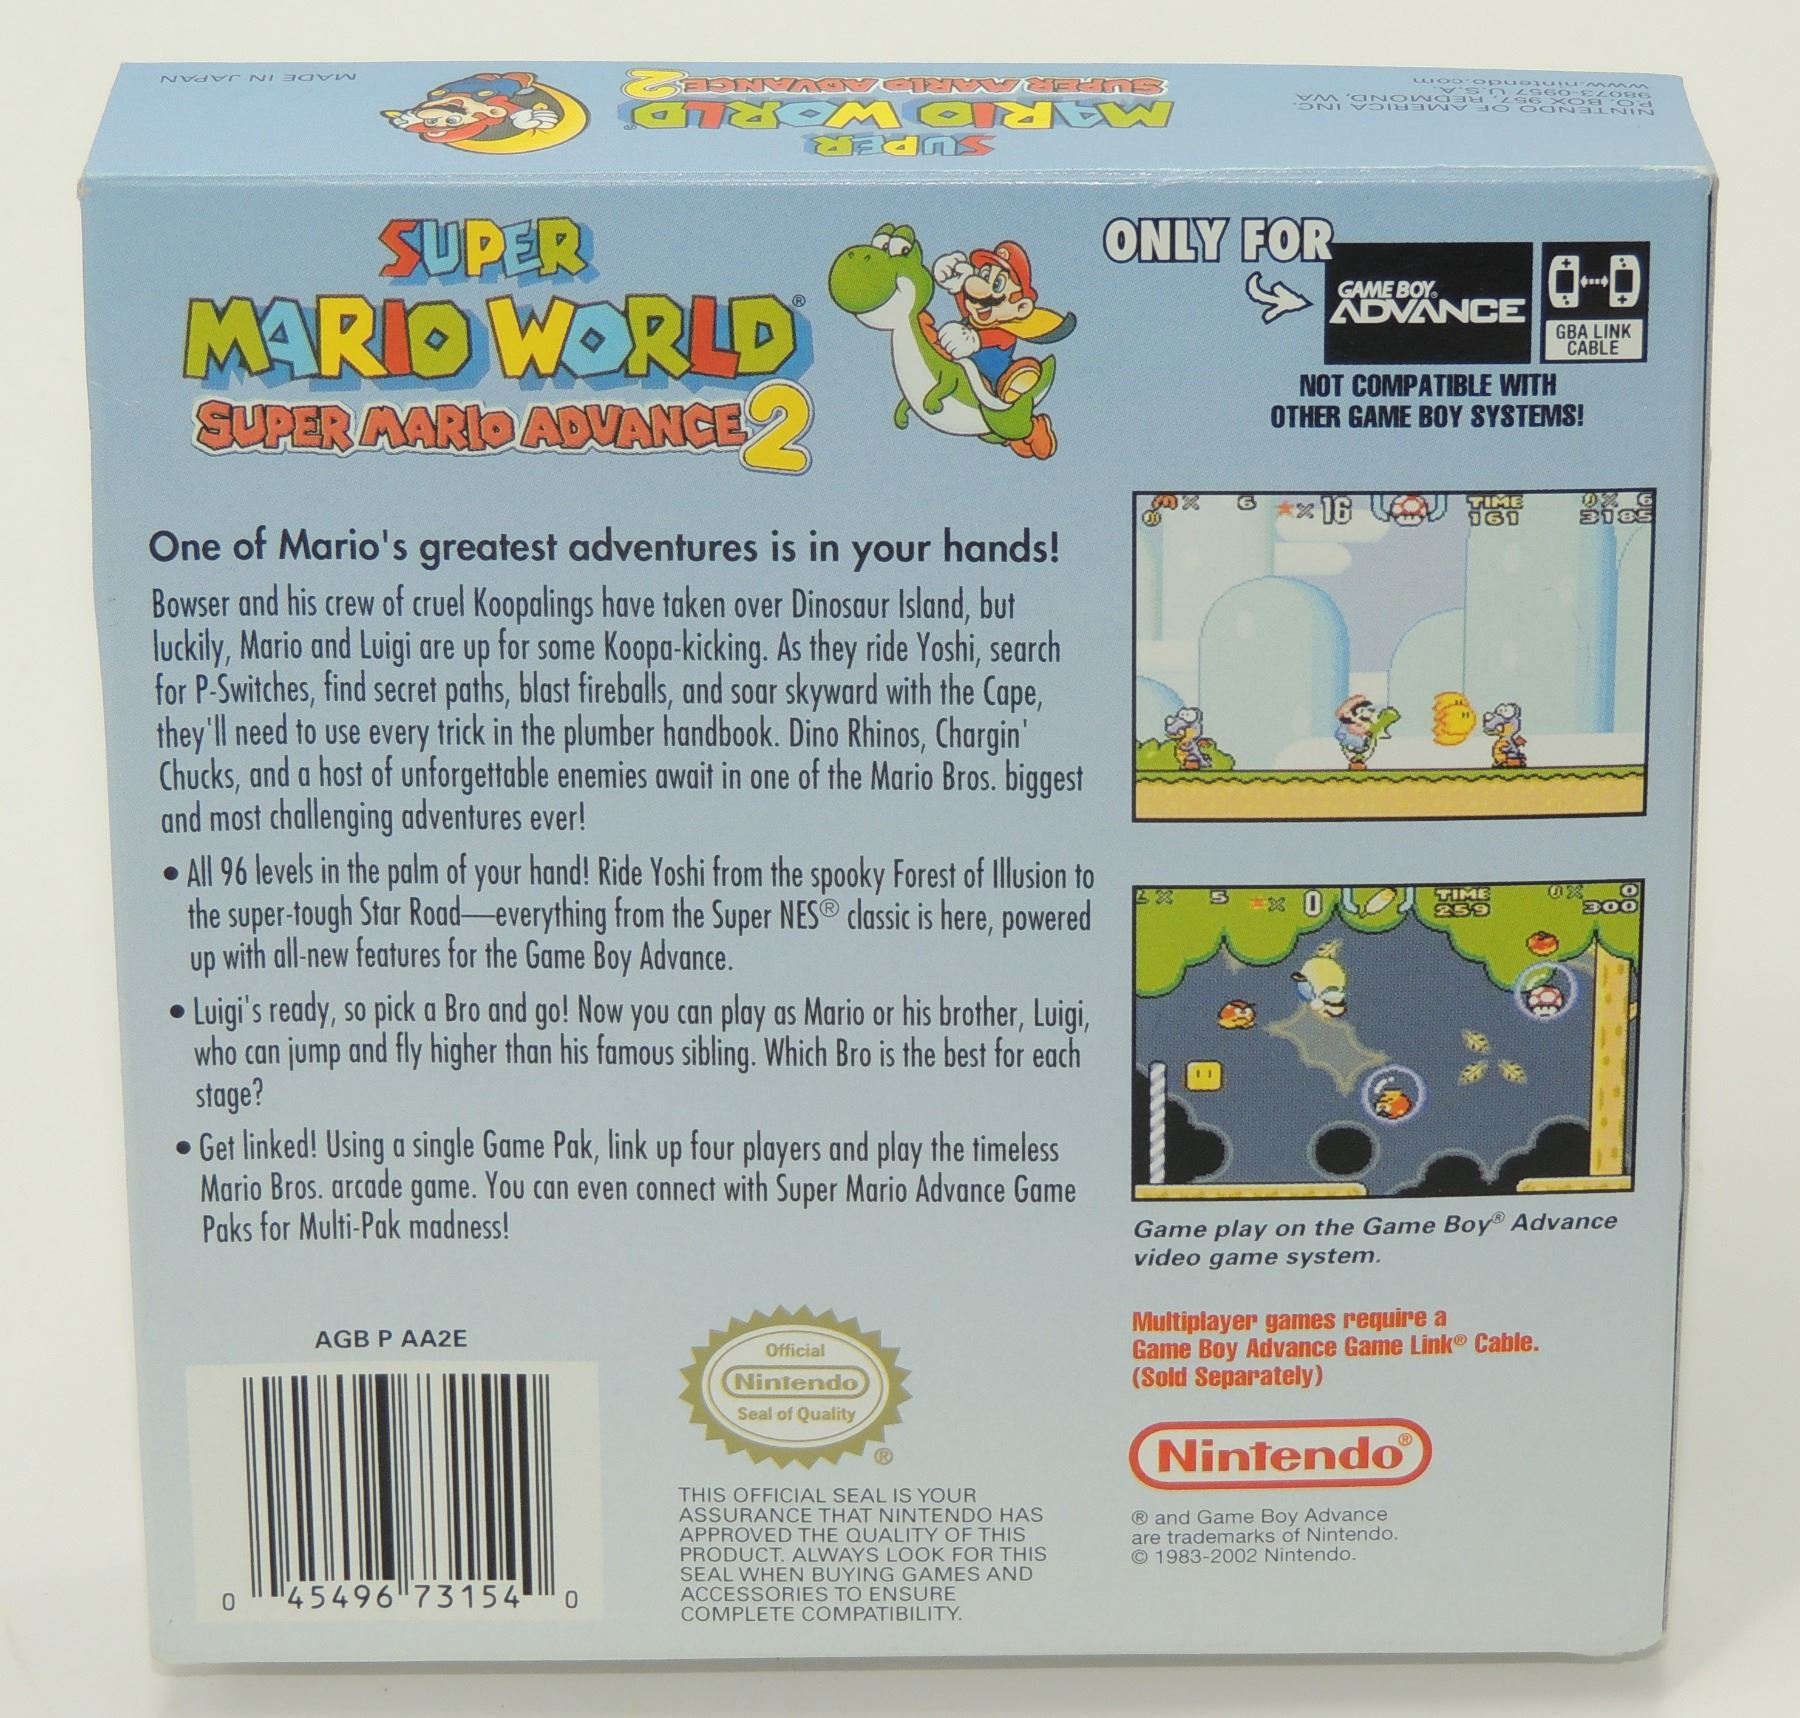 MADE IN JAPAN
SUPER
MARIO WORLD®
SUPER MARIO ADVANCE 2
NINTENDO OF AMERICA INC.
P.O. BOX 957, REDMOND, WA
98073-0957 U.S.A.
www.nintendo.com
SUPER
MARIO WORLD®
SUPER MARIO ADVANCE 2
ONLY FOR
GAME BOY®
ADVANCE
GBA LINK
CABLE
NOT COMPATIBLE WITH
OTHER GAME BOY SYSTEMS!
One of Mario's greatest adventures is in your hands!
Bowser and his crew of cruel Koopalings have taken over Dinosaur Island, but
luckily, Mario and Luigi are up for some Koopa-kicking. As they ride Yoshi, search
for P-Switches, find secret paths, blast fireballs, and soar skyward with the Cape,
they'll need to use every trick in the plumber handbook. Dino Rhinos, Chargin'
Chucks, and a host of unforgettable enemies await in one of the Mario Bros. biggest
and most challenging adventures ever!
• All 96 levels in the palm of your hand! Ride Yoshi from the spooky Forest of Illusion to
the super-tough Star Road—everything from the Super NES® classic is here, powered
up with all-new features for the Game Boy Advance.
• Luigi's ready, so pick a Bro and go! Now you can play as Mario or his brother, Luigi,
who can jump and fly higher than his famous sibling. Which Bro is the best for each
stage?
• Get linked! Using a single Game Pak, link up four players and play the timeless
Mario Bros. arcade game. You can even connect with Super Mario Advance Game
Paks for Multi-Pak madness!
M× 6 ★×16 TIME 0× 6
161 3185
L× 5 ★× 0 TIME 0× 0
259 300
Game play on the Game Boy® Advance
video game system.
Multiplayer games require a
Game Boy Advance Game Link® Cable.
(Sold Separately)
Nintendo®
® and Game Boy Advance
are trademarks of Nintendo.
© 1983-2002 Nintendo.
AGB P AA2E
0 45496 73154 0
Official
Nintendo
Seal of Quality
®
THIS OFFICIAL SEAL IS YOUR
ASSURANCE THAT NINTENDO HAS
APPROVED THE QUALITY OF THIS
PRODUCT. ALWAYS LOOK FOR THIS
SEAL WHEN BUYING GAMES AND
ACCESSORIES TO ENSURE
COMPLETE COMPATIBILITY.